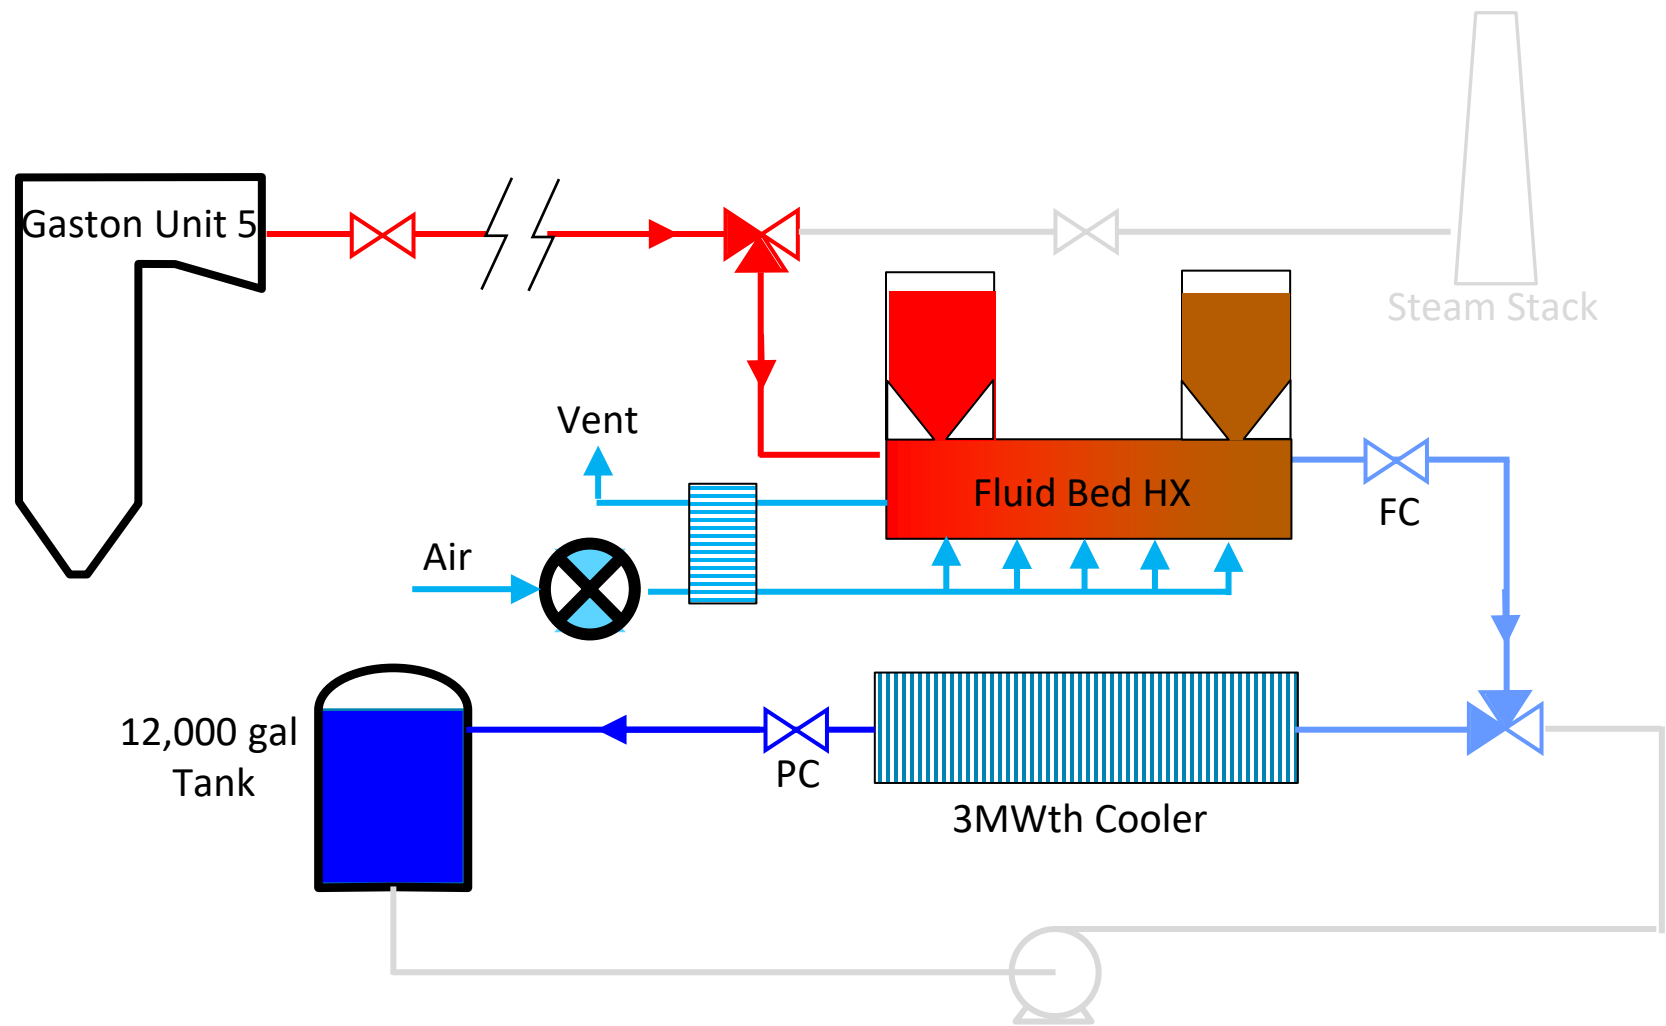 Gaston Unit 5
Steam Stack
Vent
Fluid Bed HX
FC
Air
12,000 gal
Tank
PC
3MWth Cooler